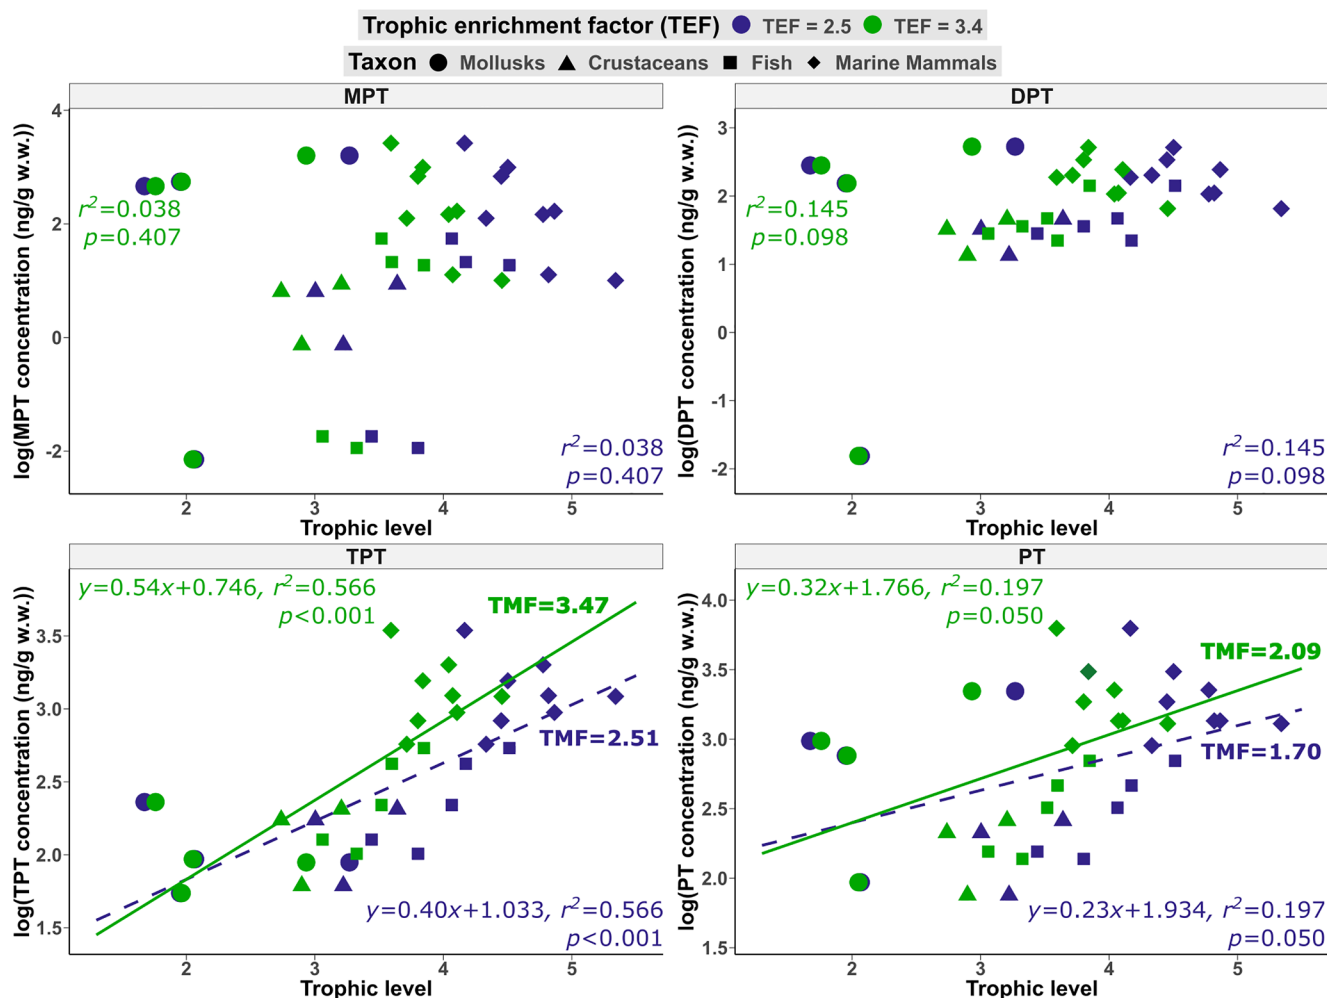 Trophic enrichment factor (TEF) TEF = 2.5 TEF = 3.4
Taxon Mollusks Crustaceans Fish Marine Mammals
MPT
log(MPT concentration (ng/g w.w.))
4
2
0
-2
r²=0.038
p=0.407
r²=0.038
p=0.407
2 3 4 5
Trophic level
DPT
log(DPT concentration (ng/g w.w.))
3
2
1
0
-1
-2
r²=0.145
p=0.098
r²=0.145
p=0.098
2 3 4 5
Trophic level
TPT
log(TPT concentration (ng/g w.w.))
3.5
3.0
2.5
2.0
1.5
y=0.54x+0.746, r²=0.566
p<0.001
TMF=3.47
TMF=2.51
y=0.40x+1.033, r²=0.566
p<0.001
2 3 4 5
Trophic level
PT
log(PT concentration (ng/g w.w.))
4.0
3.5
3.0
2.5
2.0
1.5
y=0.32x+1.766, r²=0.197
p=0.050
TMF=2.09
TMF=1.70
y=0.23x+1.934, r²=0.197
p=0.050
2 3 4 5
Trophic level